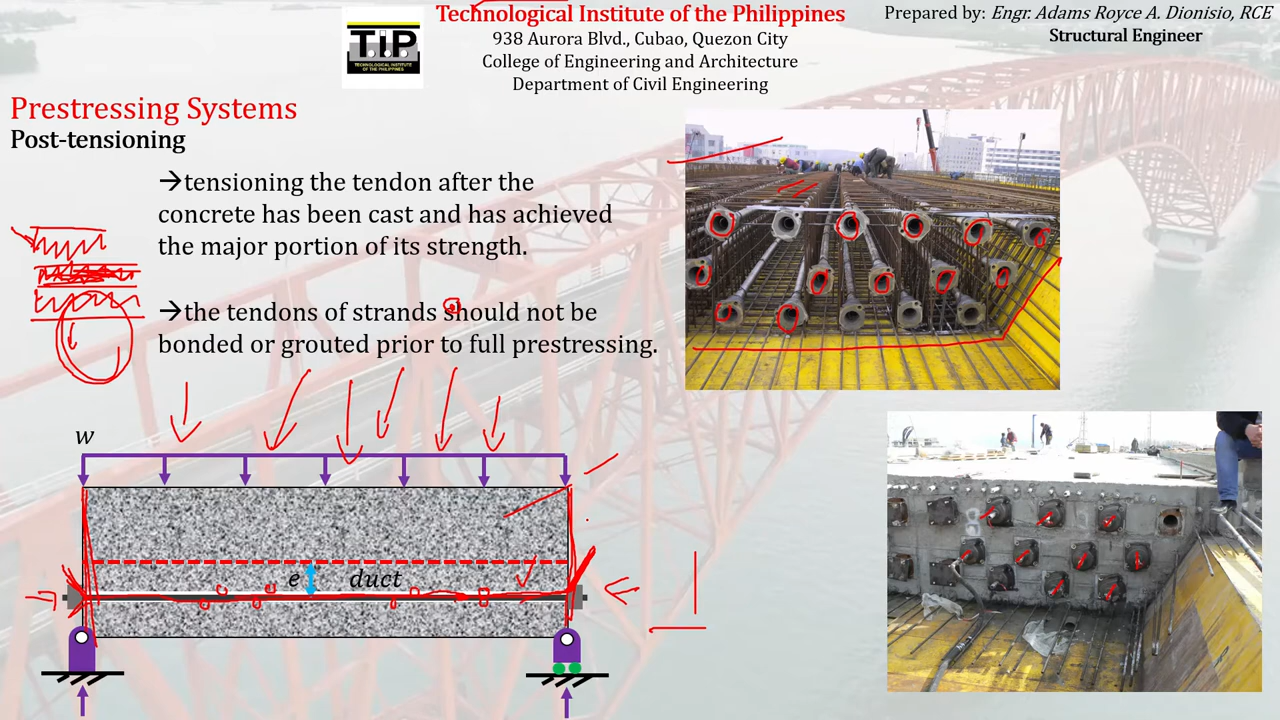 Technological Institute of the Philippines
938 Aurora Blvd., Cubao, Quezon City
College of Engineering and Architecture
Department of Civil Engineering
Prepared by: Engr. Adams Royce A. Dionisio, RCE
Structural Engineer
TiP
TECHNOLOGICAL INSTITUTE
OF THE PHILIPPINES
Prestressing Systems
Post-tensioning
→tensioning the tendon after the
concrete has been cast and has achieved
the major portion of its strength.
→the tendons of strands should not be
bonded or grouted prior to full prestressing.
w
e duct